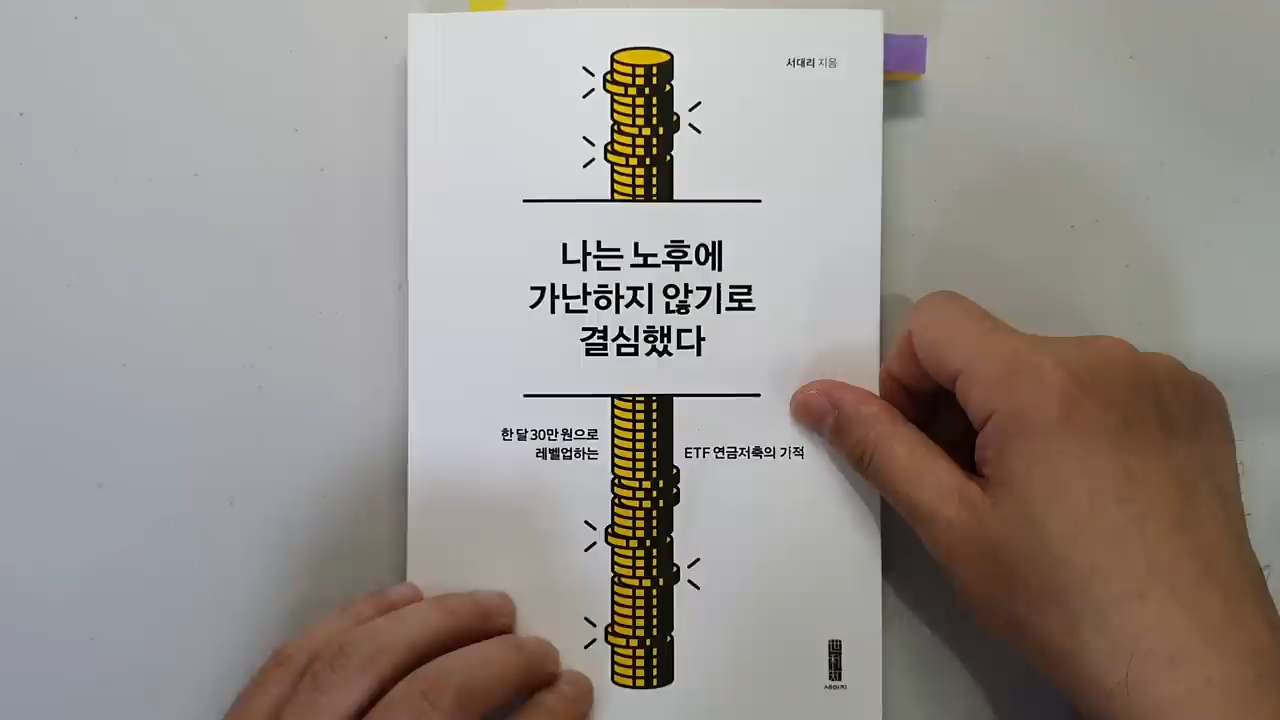 서대리 지음
나는 노후에
가난하지 않기로
결심했다
한 달 30만 원으로
레벨업하는
ETF 연금저축의 기적
세이지